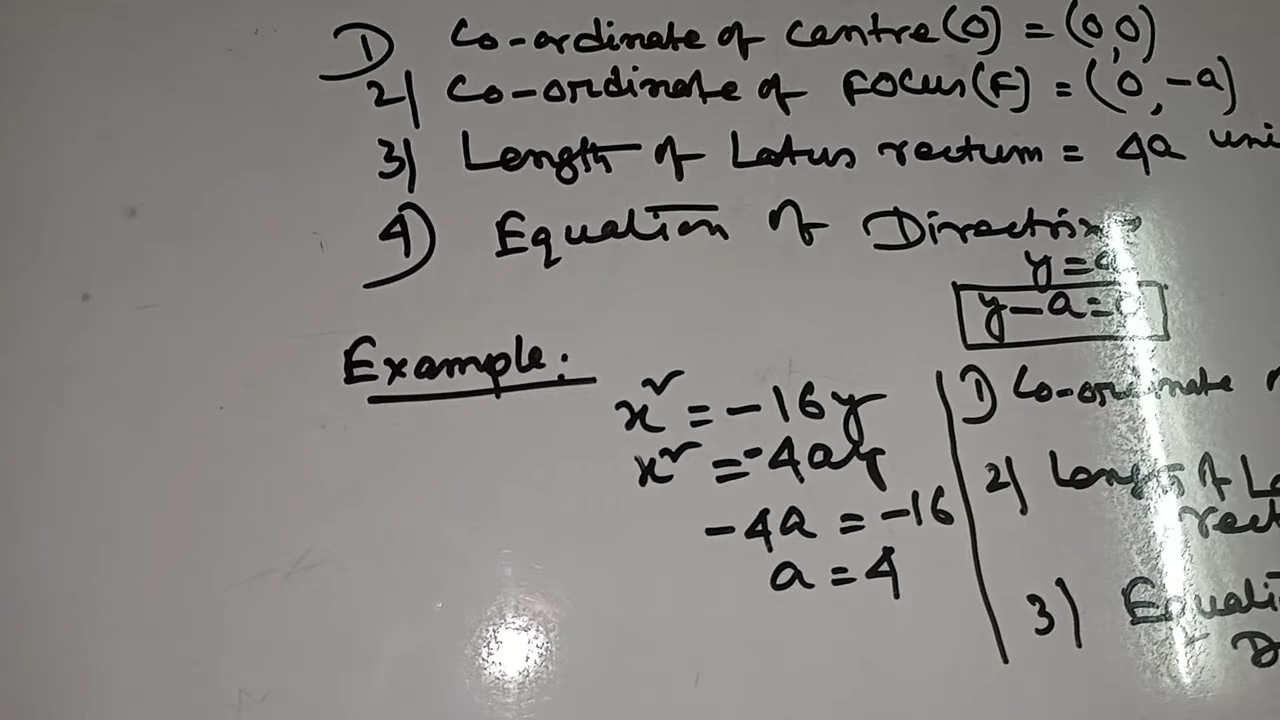 1) Co-ordinate of centre(O) = (0,0)
2) Co-ordinate of Focus(F) = (0, -a)
3) Length of Latus rectum = 4a
4) Equation of Directrix
y =
y - a =
Example:
x² = -16y
x² = -4ay
-4a = -16
a = 4
1) Co-ordinate
2) Length of
3)